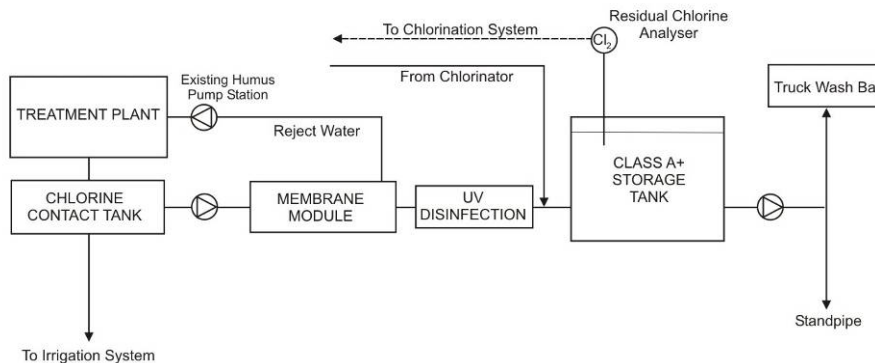 To Chlorination System
Residual Chlorine
Analyser
Cl2
From Chlorinator
Existing Humus
Pump Station
TREATMENT PLANT
Reject Water
Truck Wash Ba
CLASS A+
STORAGE
TANK
CHLORINE
CONTACT TANK
MEMBRANE
MODULE
UV
DISINFECTION
Standpipe
To Irrigation System